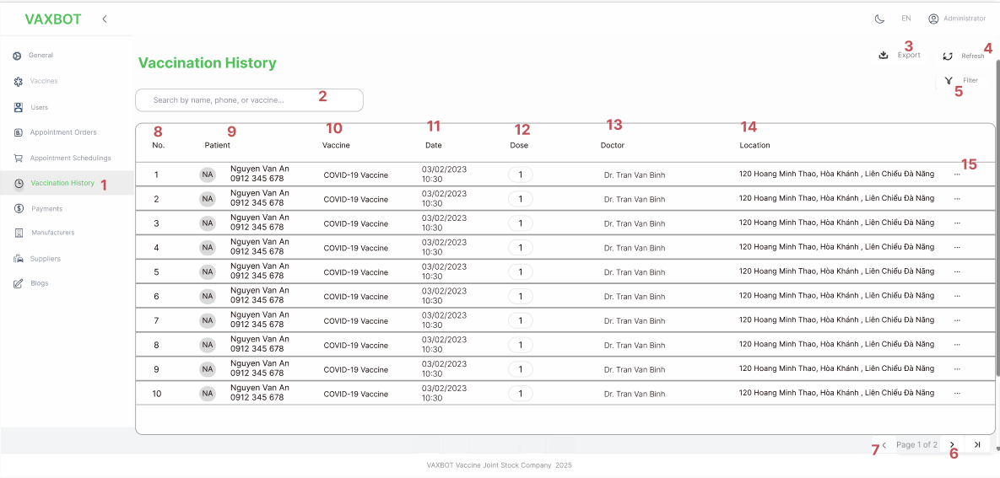 VAXBOT
EN
Administrator
General
Vaccines
Users
Appointment Orders
Appointment Schedulings
Vaccination History 1
Payments
Manufacturers
Suppliers
Blogs
Vaccination History
3
Export
4
Refresh
Filter
5
Search by name, phone, or vaccine... 2
8 9 10 11 12 13 14
No. Patient Vaccine Date Dose Doctor Location
15
1 NA Nguyen Van An COVID-19 Vaccine 03/02/2023 1 Dr. Tran Van Binh 120 Hoang Minh Thao, Hòa Khánh , Liên Chiểu Đà Nẵng ...
0912 345 678 10:30
2 NA Nguyen Van An COVID-19 Vaccine 03/02/2023 1 Dr. Tran Van Binh 120 Hoang Minh Thao, Hòa Khánh , Liên Chiểu Đà Nẵng ...
0912 345 678 10:30
3 NA Nguyen Van An COVID-19 Vaccine 03/02/2023 1 Dr. Tran Van Binh 120 Hoang Minh Thao, Hòa Khánh , Liên Chiểu Đà Nẵng ...
0912 345 678 10:30
4 NA Nguyen Van An COVID-19 Vaccine 03/02/2023 1 Dr. Tran Van Binh 120 Hoang Minh Thao, Hòa Khánh , Liên Chiểu Đà Nẵng ...
0912 345 678 10:30
5 NA Nguyen Van An COVID-19 Vaccine 03/02/2023 1 Dr. Tran Van Binh 120 Hoang Minh Thao, Hòa Khánh , Liên Chiểu Đà Nẵng ...
0912 345 678 10:30
6 NA Nguyen Van An COVID-19 Vaccine 03/02/2023 1 Dr. Tran Van Binh 120 Hoang Minh Thao, Hòa Khánh , Liên Chiểu Đà Nẵng ...
0912 345 678 10:30
7 NA Nguyen Van An COVID-19 Vaccine 03/02/2023 1 Dr. Tran Van Binh 120 Hoang Minh Thao, Hòa Khánh , Liên Chiểu Đà Nẵng ...
0912 345 678 10:30
8 NA Nguyen Van An COVID-19 Vaccine 03/02/2023 1 Dr. Tran Van Binh 120 Hoang Minh Thao, Hòa Khánh , Liên Chiểu Đà Nẵng ...
0912 345 678 10:30
9 NA Nguyen Van An COVID-19 Vaccine 03/02/2023 1 Dr. Tran Van Binh 120 Hoang Minh Thao, Hòa Khánh , Liên Chiểu Đà Nẵng ...
0912 345 678 10:30
10 NA Nguyen Van An COVID-19 Vaccine 03/02/2023 1 Dr. Tran Van Binh 120 Hoang Minh Thao, Hòa Khánh , Liên Chiểu Đà Nẵng ...
0912 345 678 10:30
7 Page 1 of 2 6
VAXBOT Vaccine Joint Stock Company 2025